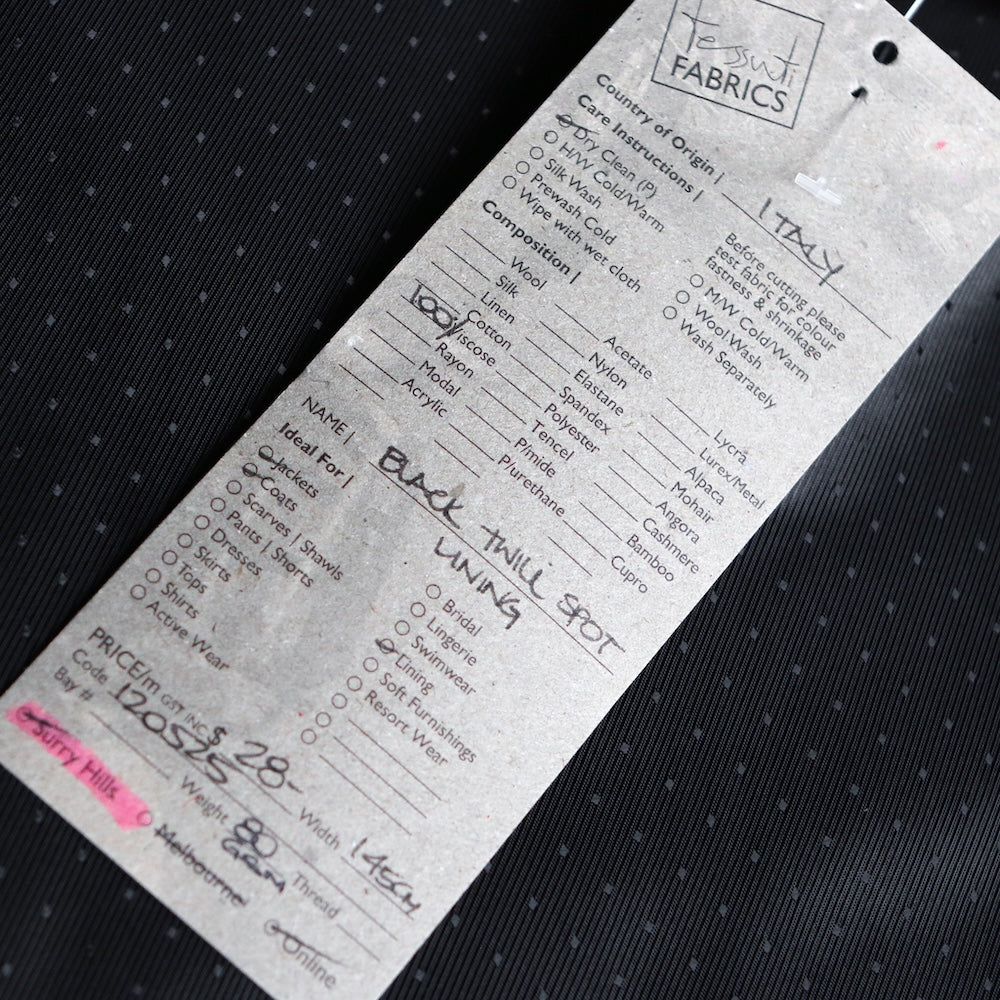 Tessuti
FABRICS
Country of Origin | ITALY
Care Instructions |
Dry Clean (P)
H/W Cold/Warm
Silk Wash
Prewash Cold
Wipe with wet cloth
Before cutting please
test fabric for colour
fastness & shrinkage
M/W Cold/Warm
Wool Wash
Wash Separately
Composition |
Wool
Silk
Linen
Cotton
100% Viscose
Rayon
Modal
Acrylic
Acetate
Nylon
Elastane
Spandex
Polyester
Tencel
P/mide
P/urethane
Lycra
Lurex/Metal
Alpaca
Mohair
Angora
Cashmere
Bamboo
Cupro
NAME | BLACK TWILL SPOT
LINING
Ideal For |
Jackets
Coats
Scarves | Shawls
Pants | Shorts
Dresses
Skirts
Tops
Shirts
Active Wear
Bridal
Lingerie
Swimwear
Lining
Soft Furnishings
Resort Wear
PRICE/m GST INC $ 28-
Code 120525 Width 145CM
Bay # Weight 80 GRSM Thread
Surry Hills Melbourne Online